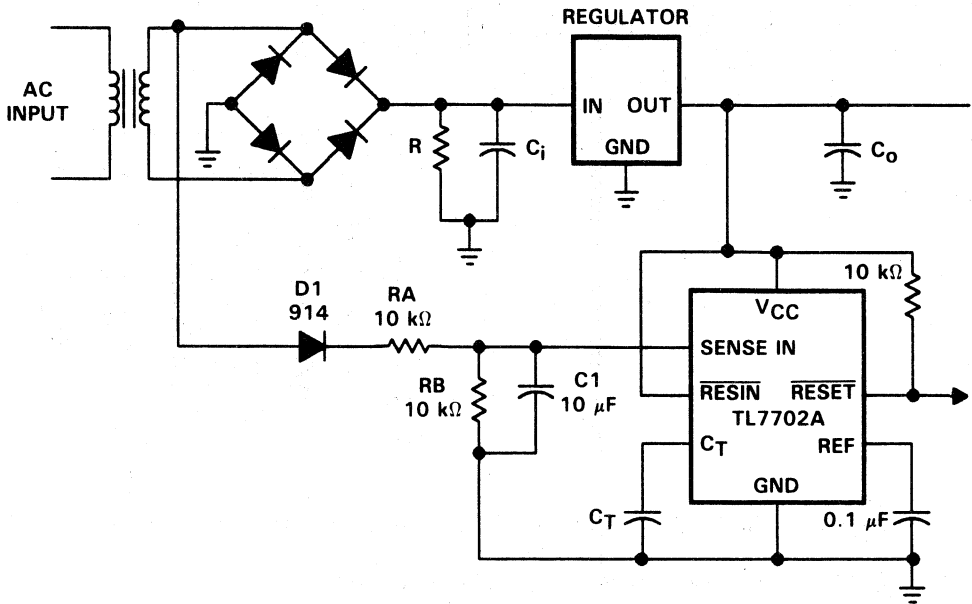 REGULATOR
AC
INPUT
IN OUT
GND
R
Ci
Co
10 kΩ
D1
914
RA
10 kΩ
VCC
SENSE IN
RB
10 kΩ
C1
10 μF
RESIN RESET
TL7702A
CT
REF
GND
CT
0.1 μF